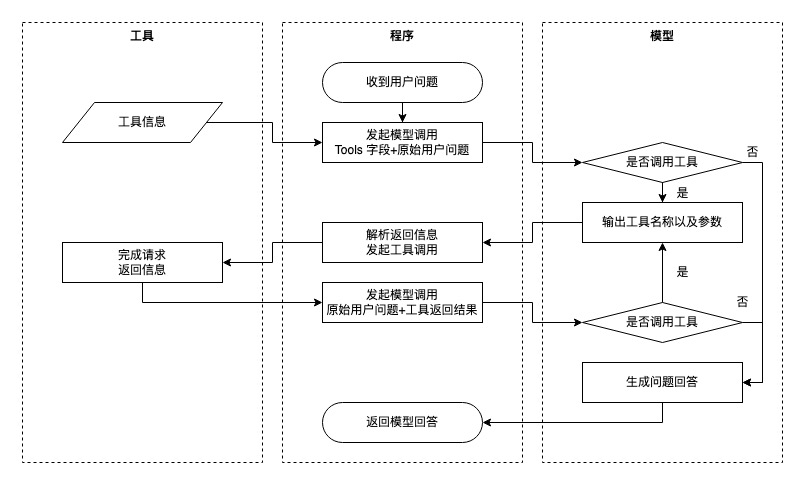 工具
程序
模型
收到用户问题
工具信息
发起模型调用
Tools 字段+原始用户问题
是否调用工具
否
是
输出工具名称以及参数
解析返回信息
发起工具调用
完成请求
返回信息
是
发起模型调用
原始用户问题+工具返回结果
否
是否调用工具
生成问题回答
返回模型回答